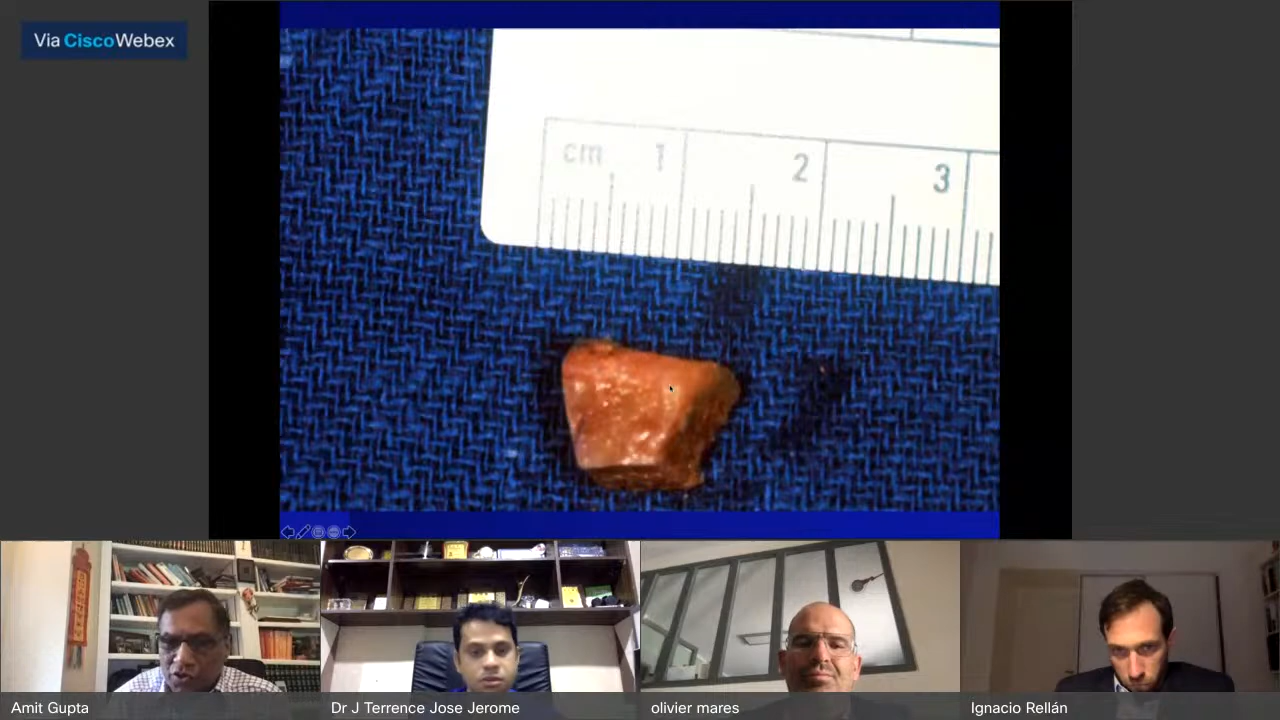 Via CiscoWebex
cm 1 2 3
Amit Gupta
Dr J Terrence Jose Jerome
olivier mares
Ignacio Rellán